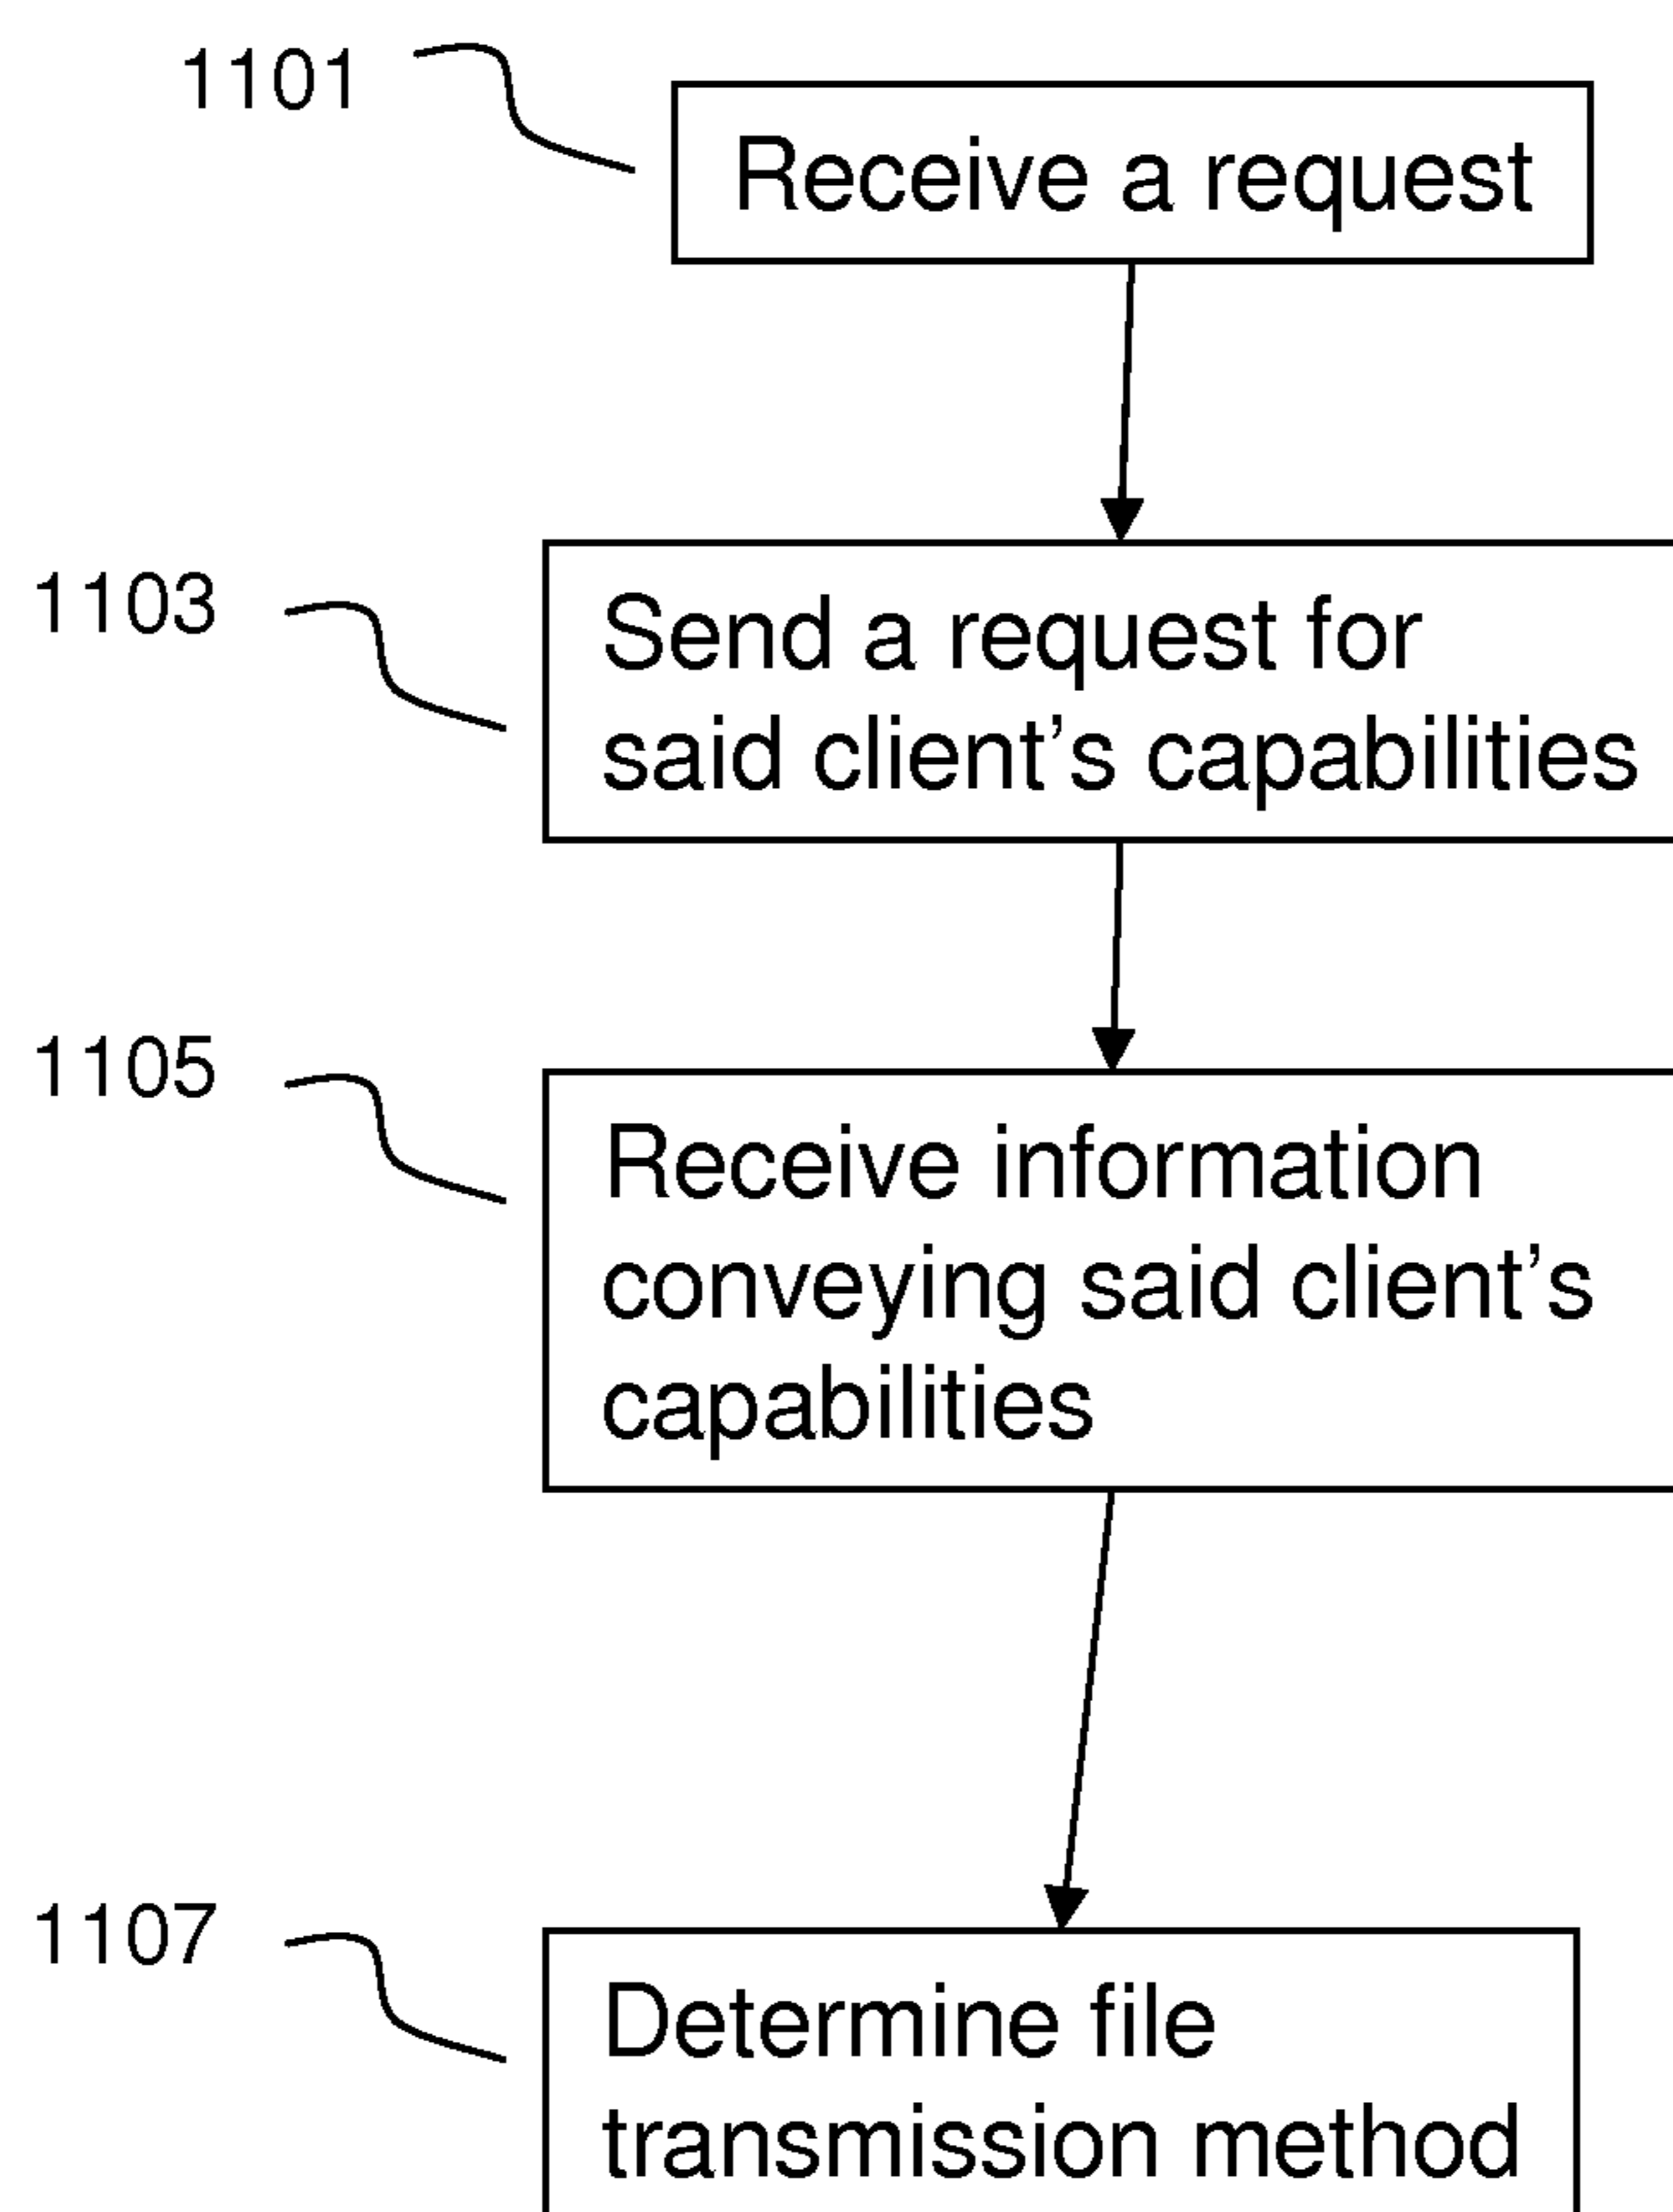 1101
Receive a request
1103
Send a request for
said client’s capabilities
1105
Receive information
conveying said client’s
capabilities
1107
Determine file
transmission method